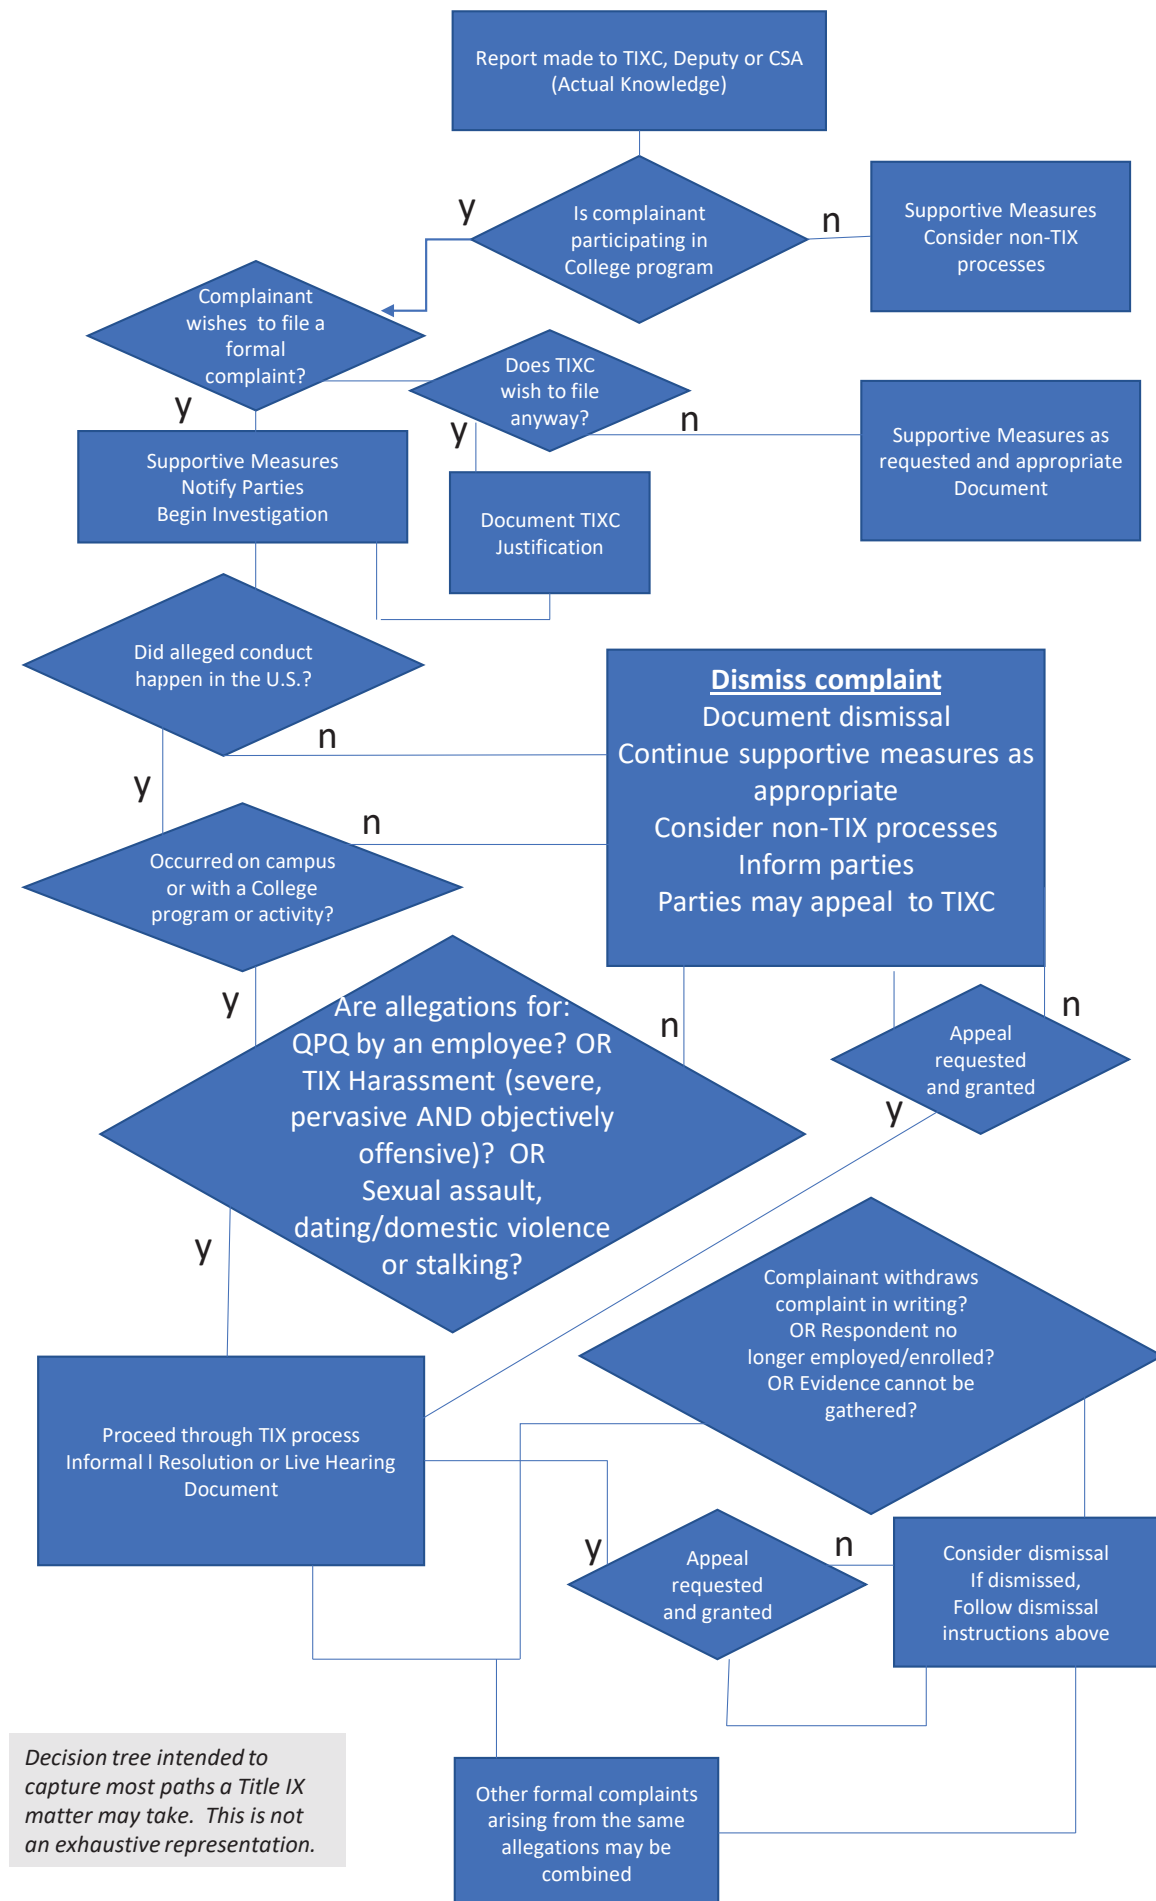 Report made to TIXC, Deputy or CSA
(Actual Knowledge)
Is complainant
participating in
College program
y
n
Supportive Measures
Consider non-TIX
processes
Complainant
wishes to file a
formal
complaint?
Does TIXC
wish to file
anyway?
y
y
n
Supportive Measures
Notify Parties
Begin Investigation
Document TIXC
Justification
Supportive Measures as
requested and appropriate
Document
Did alleged conduct
happen in the U.S.?
n
y
Dismiss complaint
Document dismissal
Continue supportive measures as
appropriate
Consider non-TIX processes
Inform parties
Parties may appeal to TIXC
n
Occurred on campus
or with a College
program or activity?
y
Are allegations for:
QPQ by an employee? OR
TIX Harassment (severe,
pervasive AND objectively
offensive)? OR
Sexual assault,
dating/domestic violence
or stalking?
n
n
Appeal
requested
and granted
y
y
Complainant withdraws
complaint in writing?
OR Respondent no
longer employed/enrolled?
OR Evidence cannot be
gathered?
Proceed through TIX process
Informal l Resolution or Live Hearing
Document
y
n
Appeal
requested
and granted
Consider dismissal
If dismissed,
Follow dismissal
instructions above
Decision tree intended to
capture most paths a Title IX
matter may take. This is not
an exhaustive representation.
Other formal complaints
arising from the same
allegations may be
combined